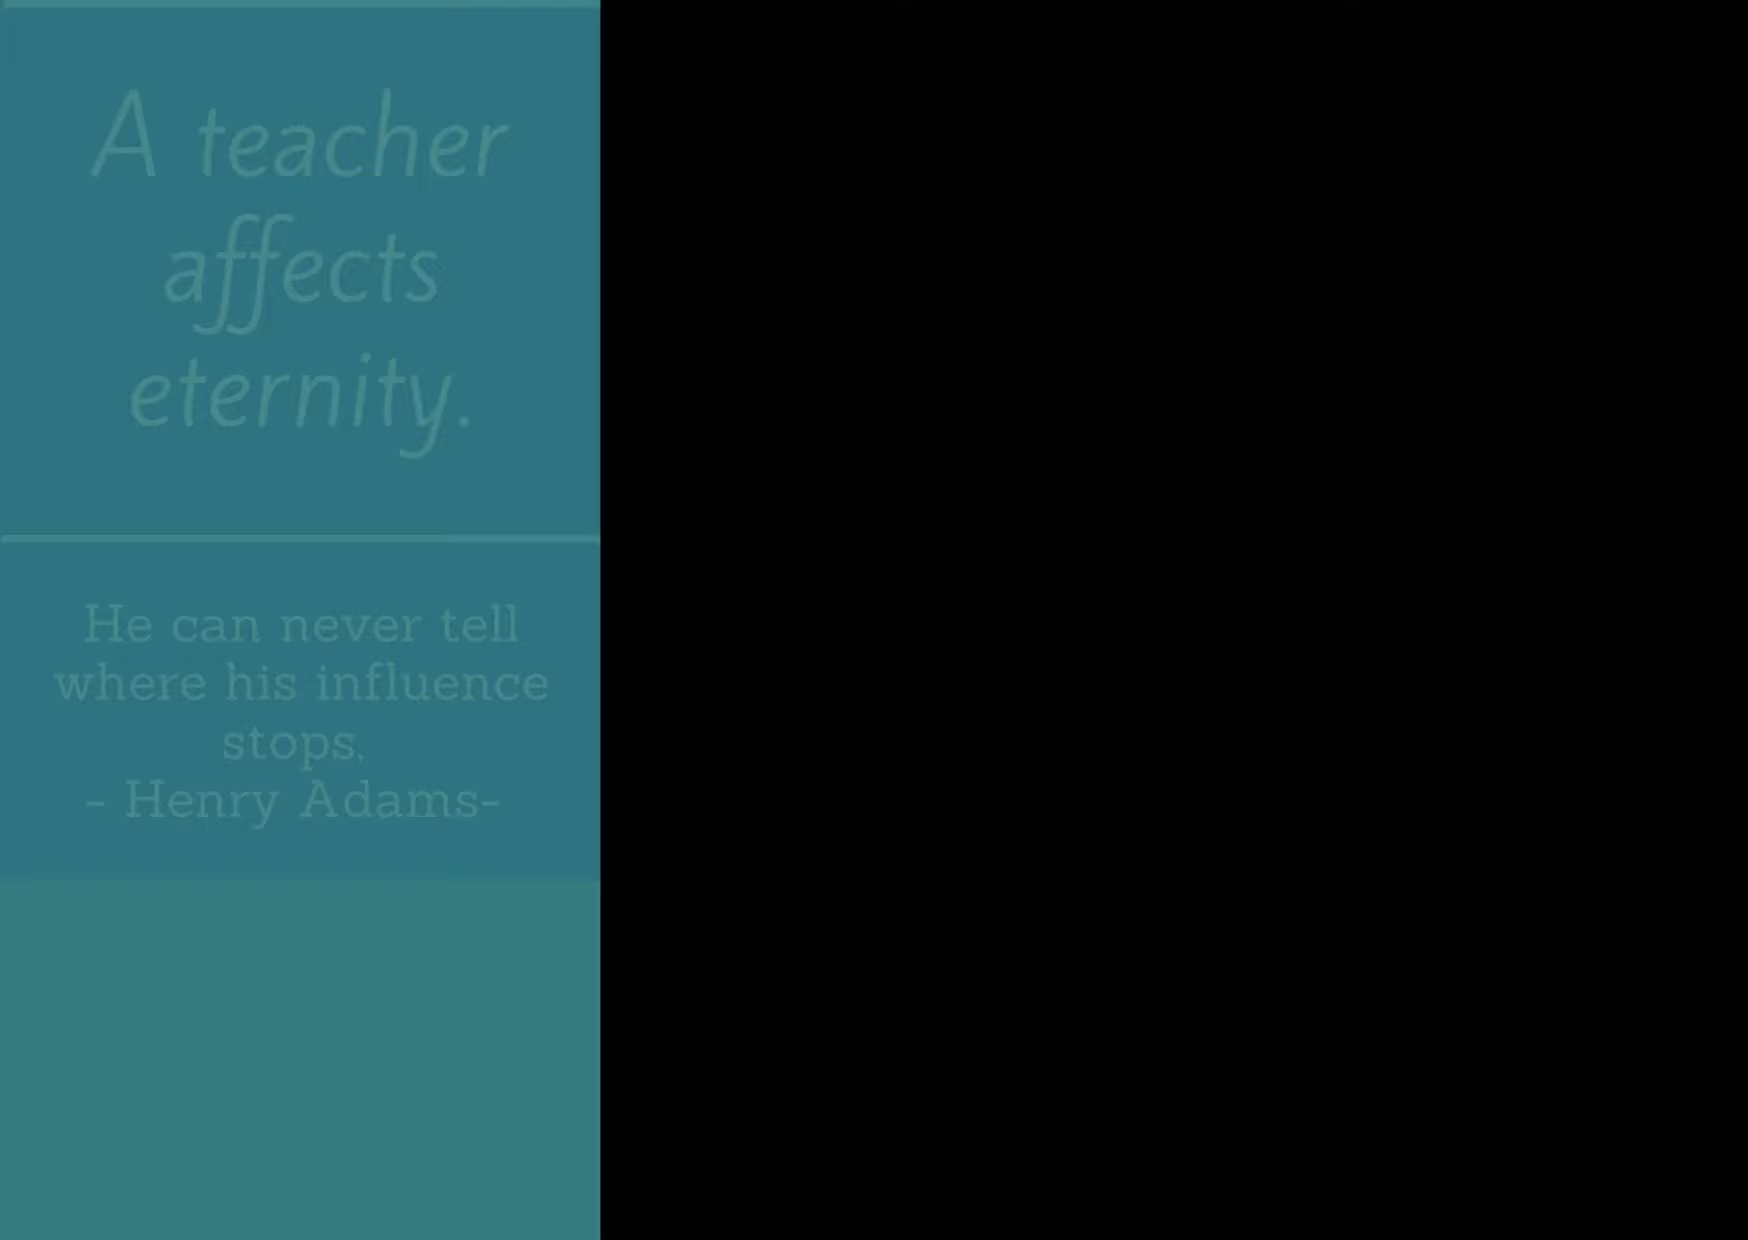 A teacher
affects
eternity.
He can never tell
where his influence
stops.
- Henry Adams-